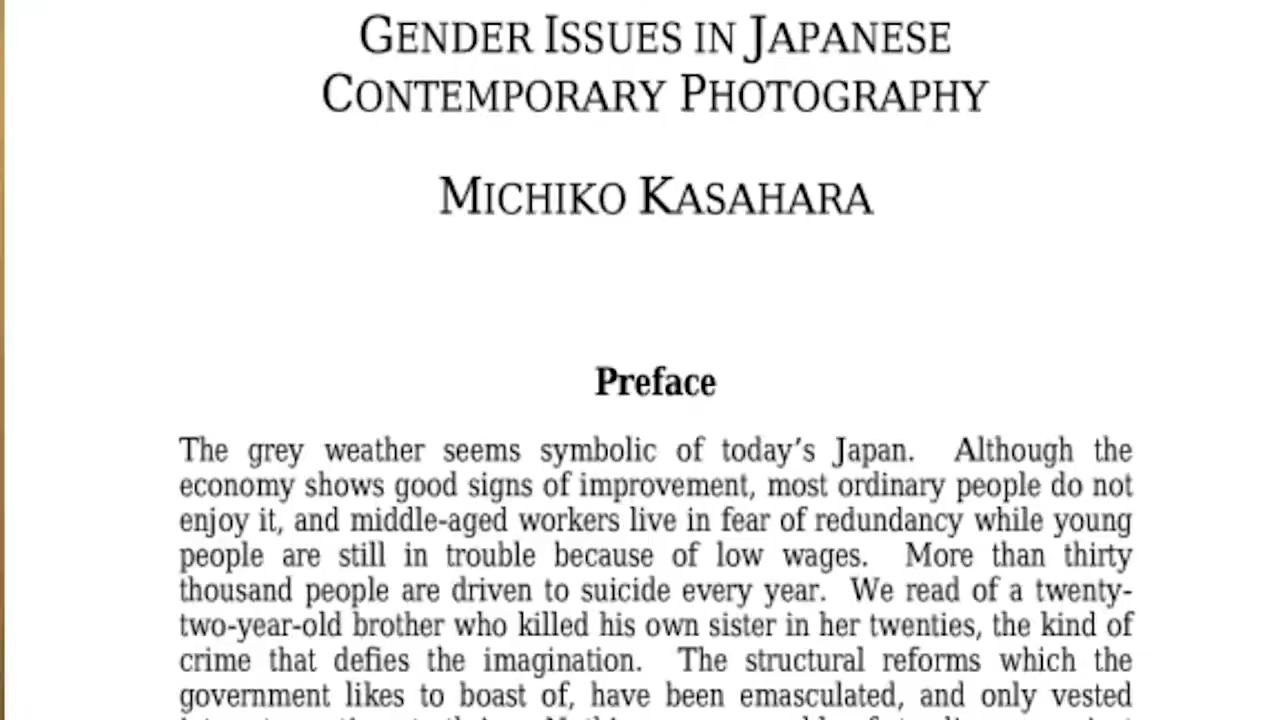 GENDER ISSUES IN JAPANESE
CONTEMPORARY PHOTOGRAPHY
MICHIKO KASAHARA
Preface
The grey weather seems symbolic of today's Japan. Although the
economy shows good signs of improvement, most ordinary people do not
enjoy it, and middle-aged workers live in fear of redundancy while young
people are still in trouble because of low wages. More than thirty
thousand people are driven to suicide every year. We read of a twenty-
two-year-old brother who killed his own sister in her twenties, the kind of
crime that defies the imagination. The structural reforms which the
government likes to boast of, have been emasculated, and only vested